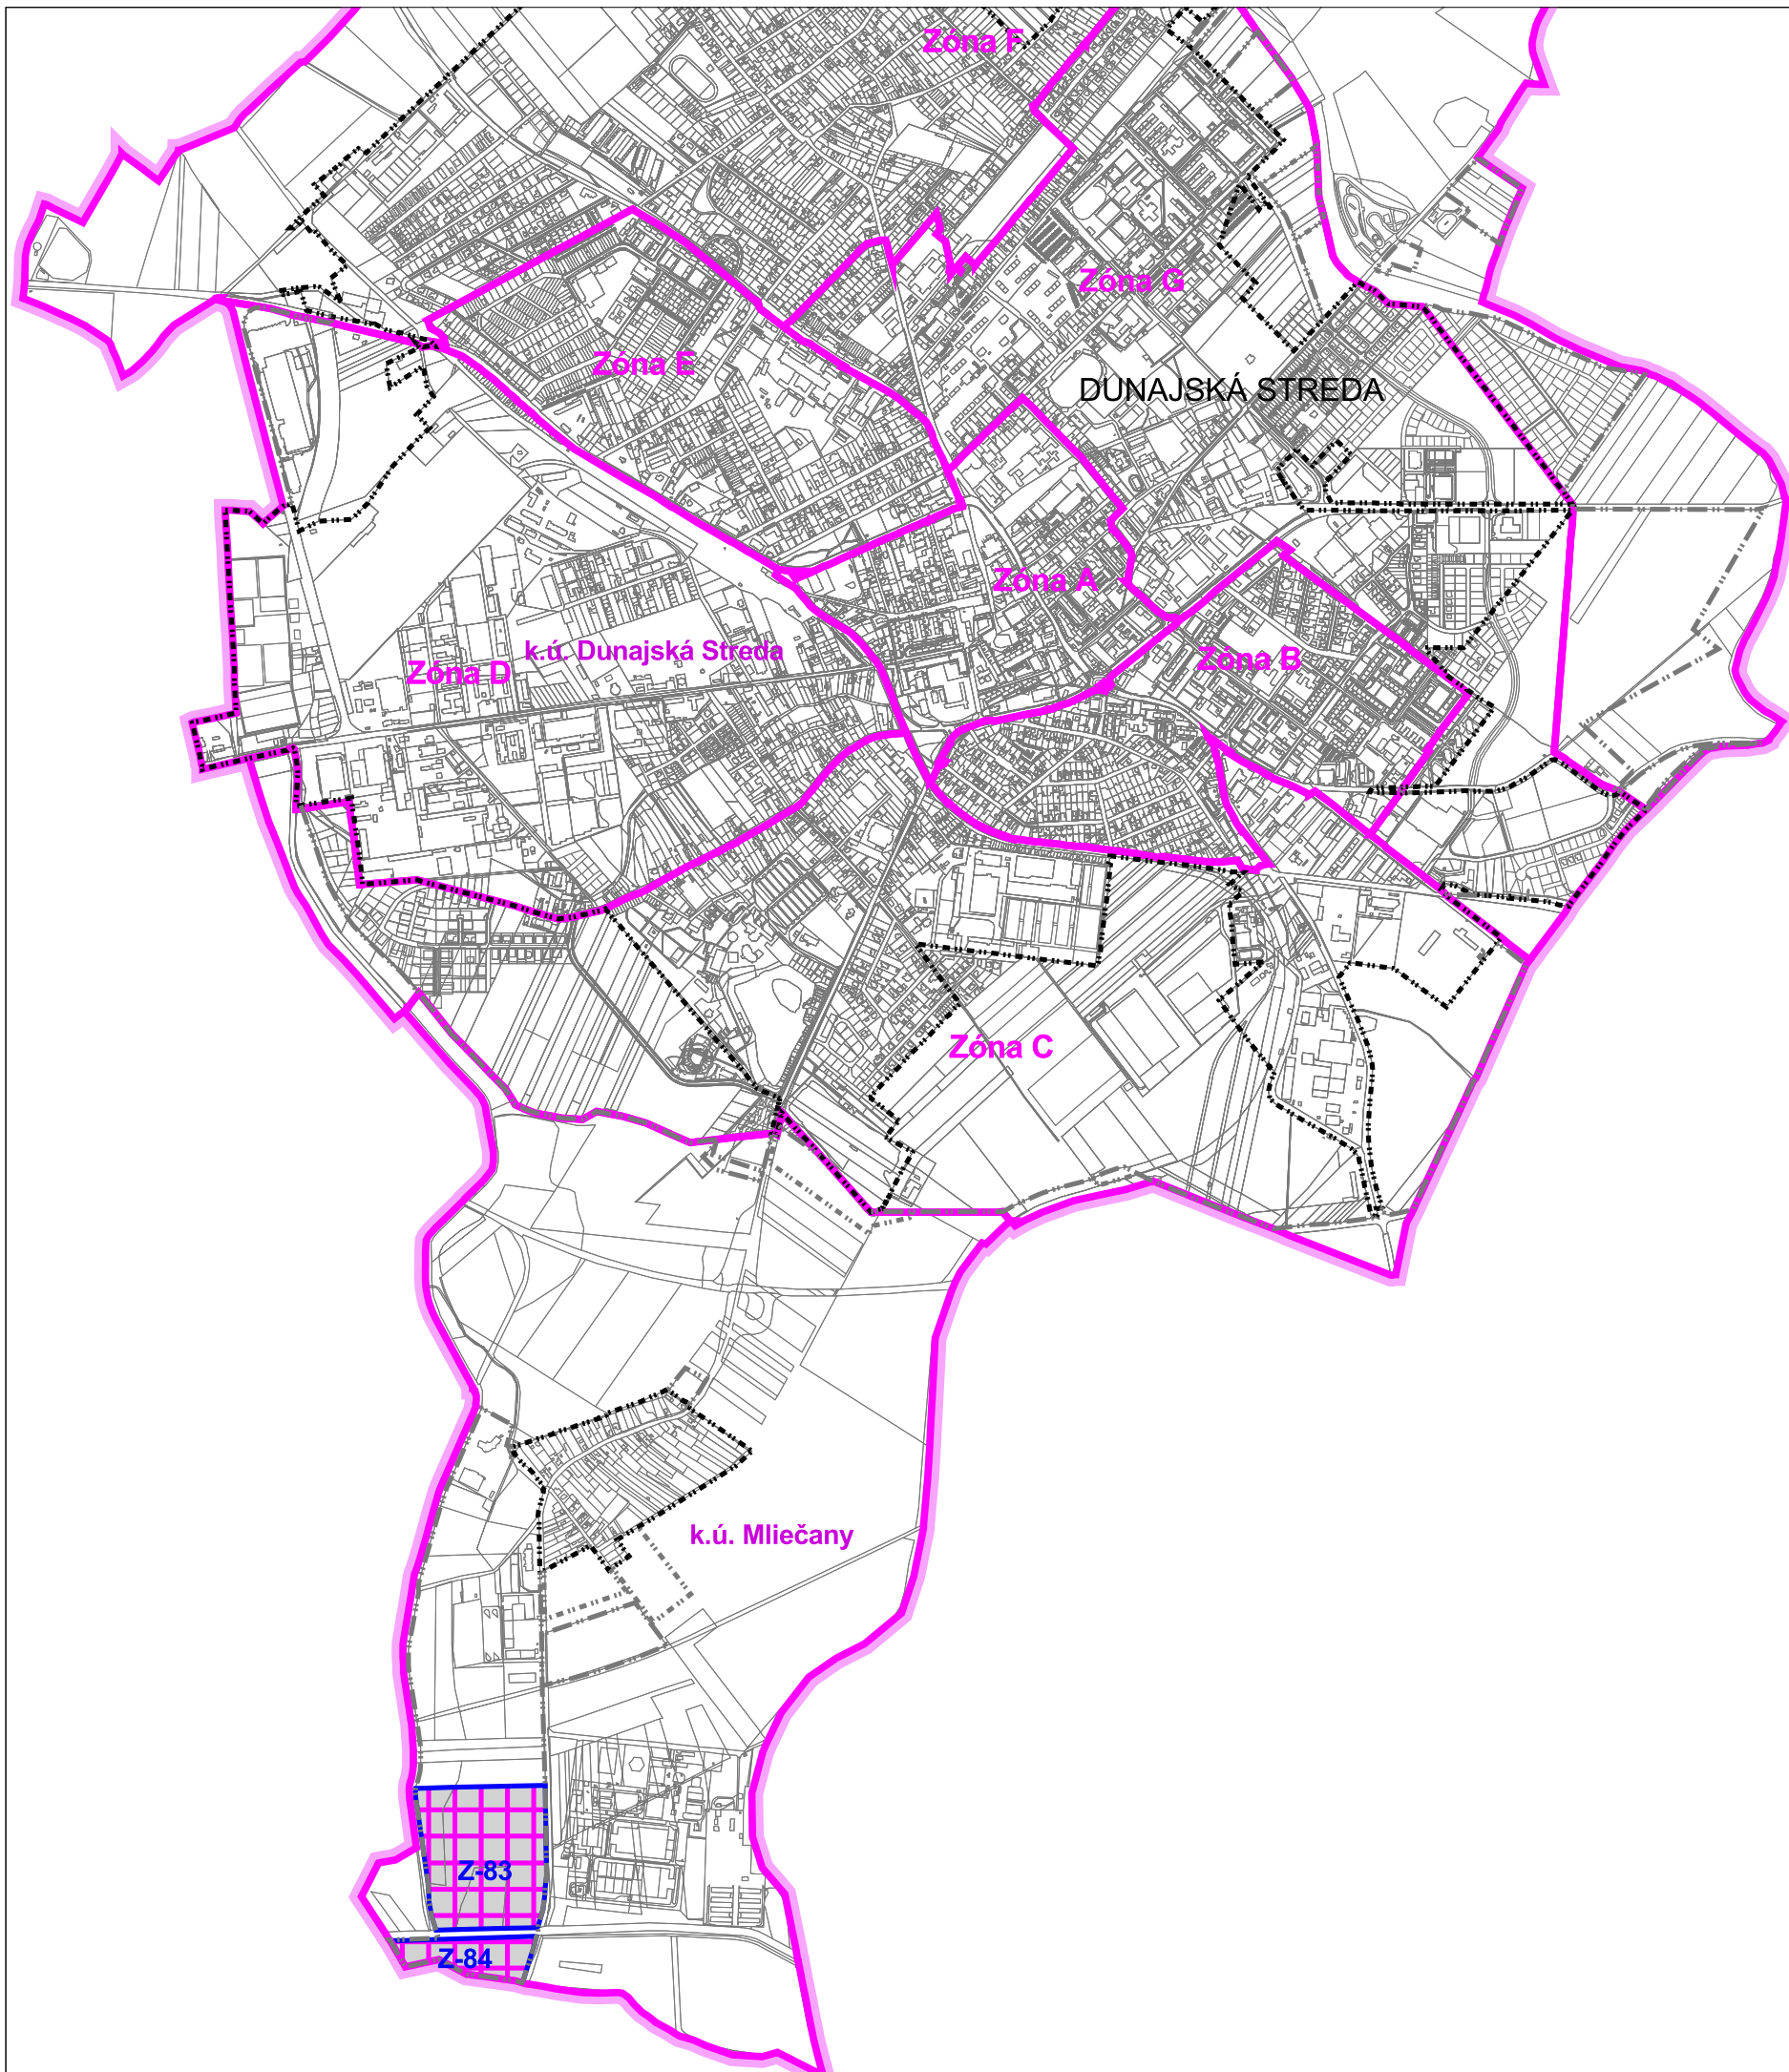 Zóna F
Zóna G
Zóna E
DUNAJSKÁ STREDA
Zóna A
k.ú. Dunajská Streda
Zóna B
Zóna D
Zóna C
k.ú. Mliečany
Z-83
Z-84